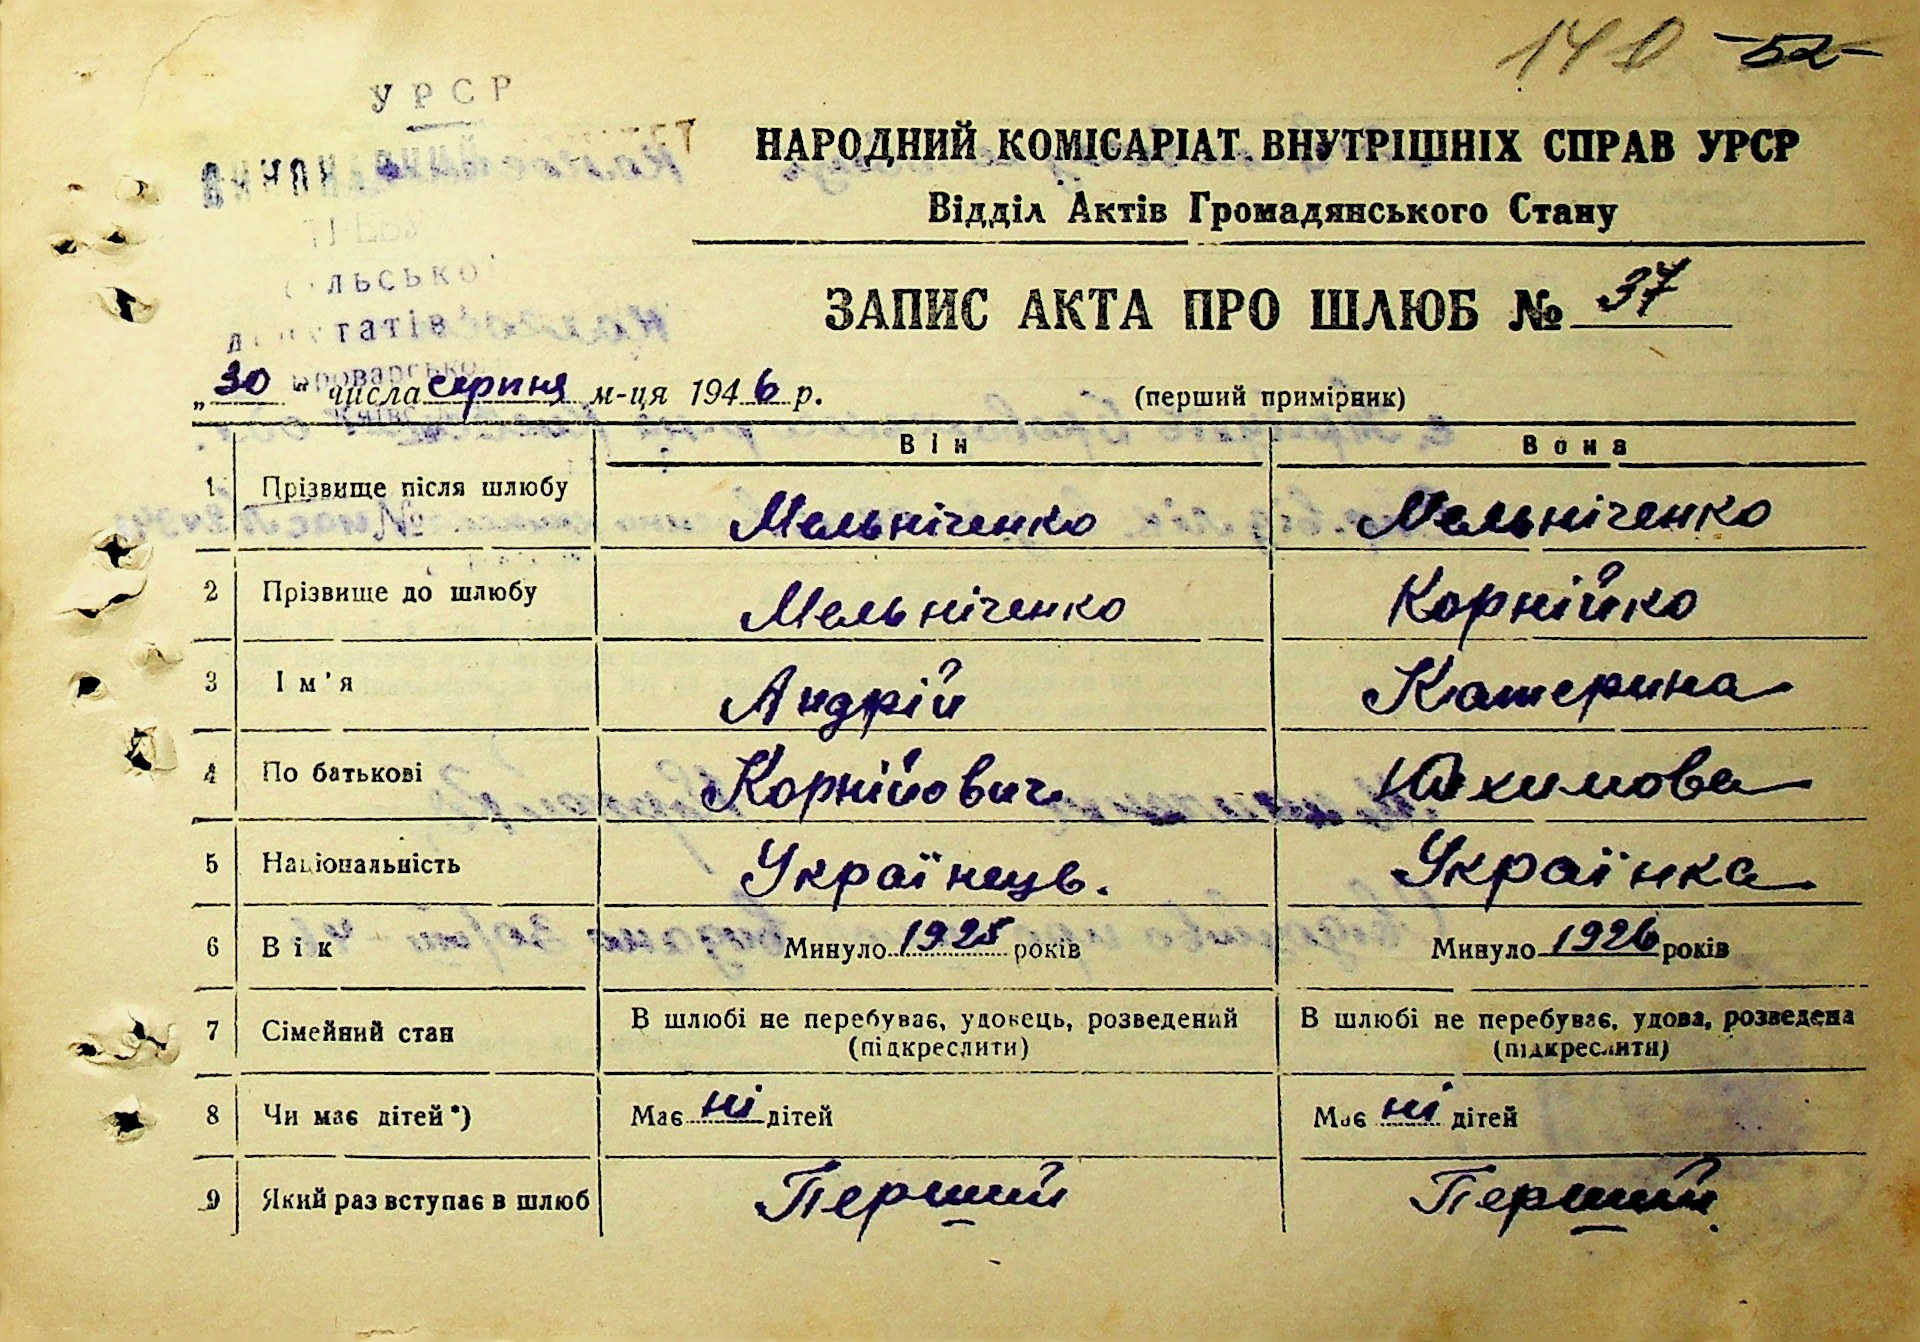 140 52
УРСР
НАРОДНИЙ КОМІСАРІАТ ВНУТРІШНІХ СПРАВ УРСР
Відділ Актів Громадянського Стану
ЗАПИС АКТА ПРО ШЛЮБ № 37
депутатів
„30" числа серпня м-ця 1946 р. (перший примірник)
Він Вона
1 Прізвище після шлюбу Мельніченко Мельніченко
2 Прізвище до шлюбу Мельніченко Корнійко
3 Ім'я Андрій Катерина
4 По батькові Корнійович Юхимова
5 Національність Українець. Українка
6 Вік Минуло 1925 років Минуло 1926 років
7 Сімейний стан В шлюбі не перебуває, удовець, розведений В шлюбі не перебуває, удова, розведена
(підкреслити) (підкреслити)
8 Чи має дітей*) Має ні дітей Має ні дітей
9 Який раз вступає в шлюб Перший Перший.